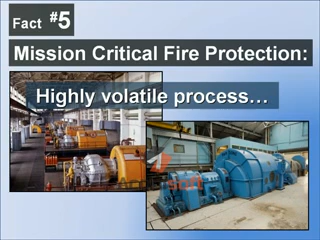 Fact #5
Mission Critical Fire Protection:
Highly volatile process…